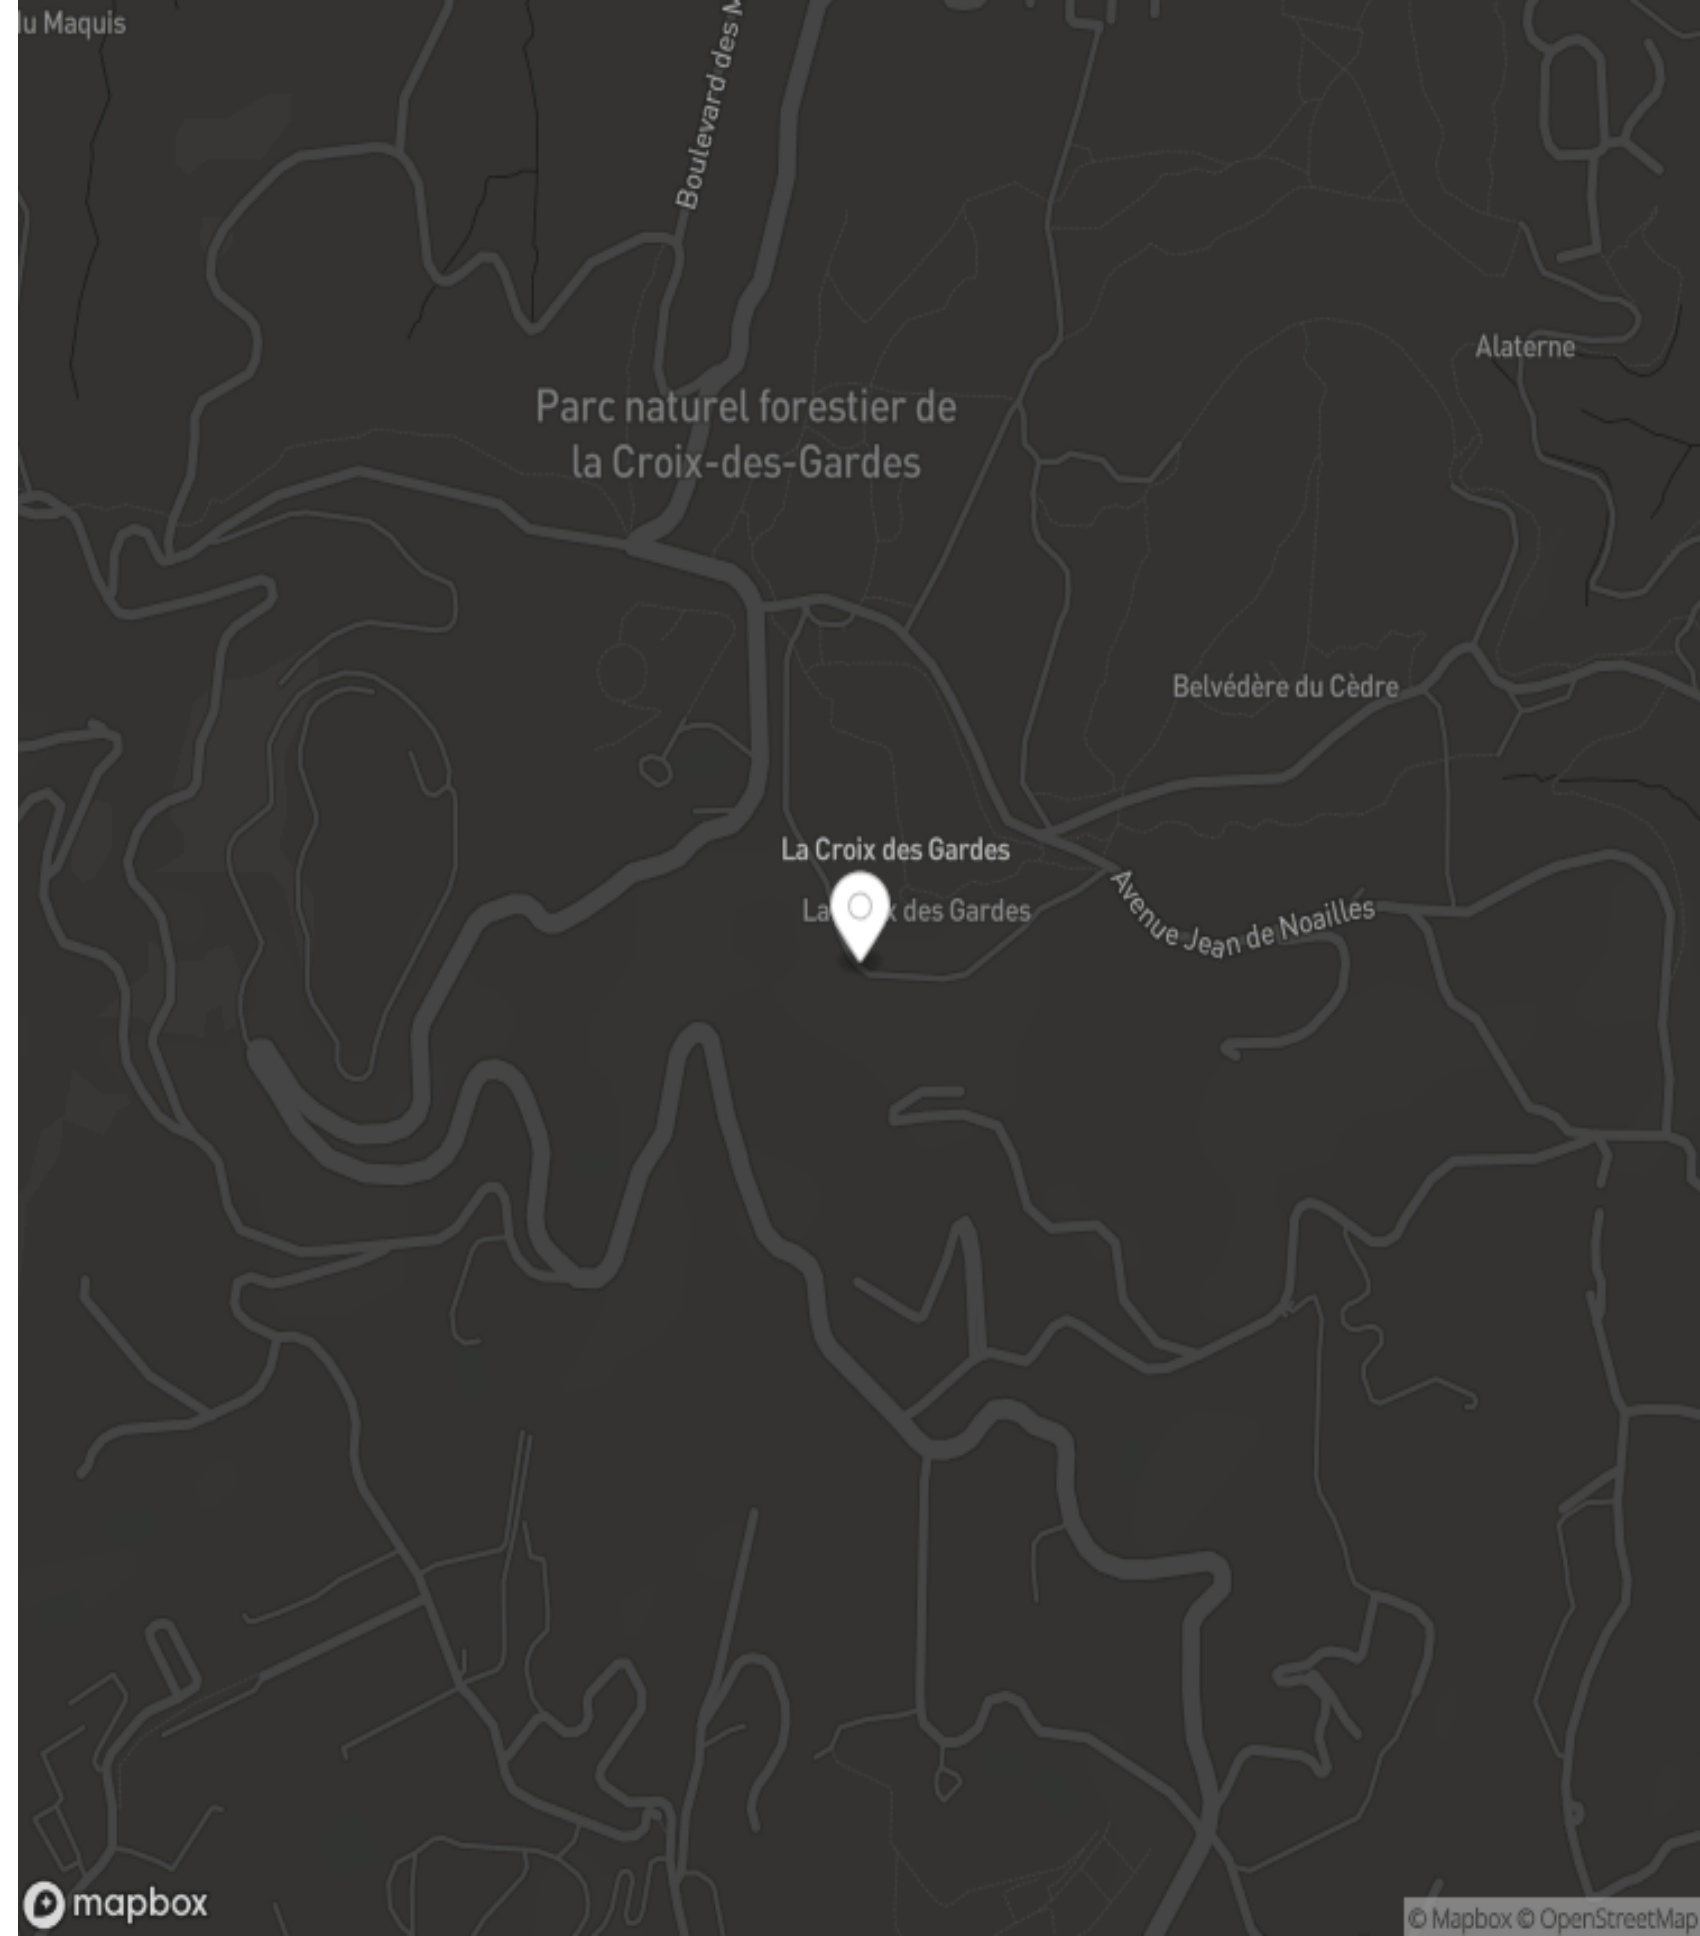 lu Maquis
Boulevard des M
Parc naturel forestier de
la Croix-des-Gardes
Alaterne
Belvédère du Cèdre
La Croix des Gardes
La x des Gardes
Avenue Jean de Noailles
mapbox
© Mapbox © OpenStreetMap